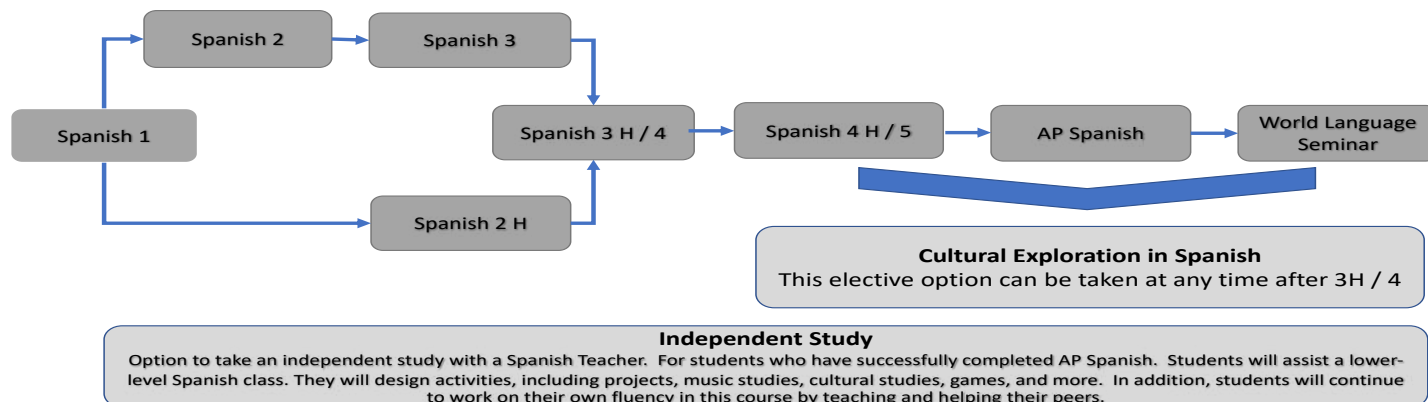 Spanish 2
Spanish 3
Spanish 1
Spanish 3 H / 4
Spanish 4 H / 5
AP Spanish
World Language
Seminar
Spanish 2 H
Cultural Exploration in Spanish
This elective option can be taken at any time after 3H / 4
Independent Study
Option to take an independent study with a Spanish Teacher. For students who have successfully completed AP Spanish. Students will assist a lower-
level Spanish class. They will design activities, including projects, music studies, cultural studies, games, and more. In addition, students will continue
to work on their own fluency in this course by teaching and helping their peers.